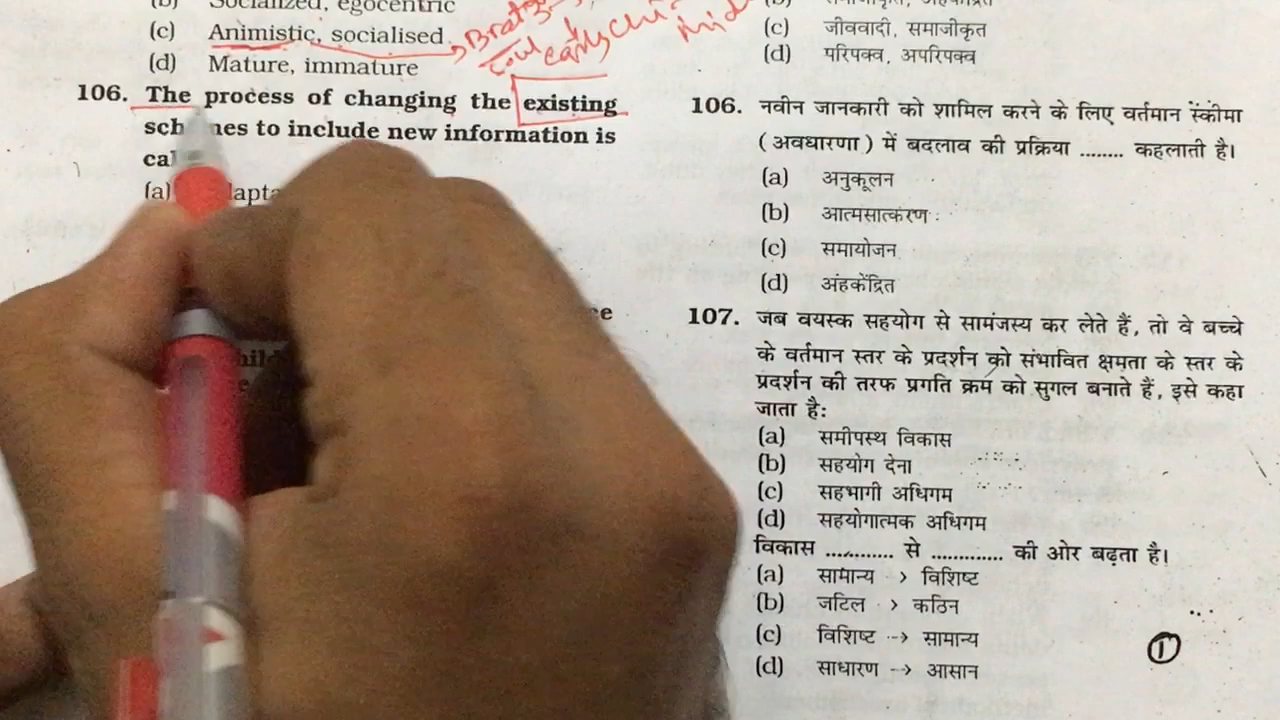 (b) Socialized, egocentric
(c) Animistic, socialised
(d) Mature, immature
106. The process of changing the existing
to include new information is
(a)
(c) जीववादी, समाजीकृत
(d) परिपक्व, अपरिपक्व
106. नवीन जानकारी को शामिल करने के लिए वर्तमान स्कीमा
(अवधारणा) में बदलाव की प्रक्रिया ........ कहलाती है।
(a) अनुकूलन
(b) आत्मसात्करण
(c) समायोजन
(d) अंहकेंद्रित
107. जब वयस्क सहयोग से सामंजस्य कर लेते हैं, तो वे बच्चे
के वर्तमान स्तर के प्रदर्शन को संभावित क्षमता के स्तर के
प्रदर्शन की तरफ प्रगति क्रम को सुगल बनाते हैं, इसे कहा
जाता है:
(a) समीपस्थ विकास
(b) सहयोग देना
(c) सहभागी अधिगम
(d) सहयोगात्मक अधिगम
विकास ............ से ............. की ओर बढ़ता है।
(a) सामान्य > विशिष्ट
(b) जटिल > कठिन
(c) विशिष्ट --> सामान्य
(d) साधारण --> आसान
1